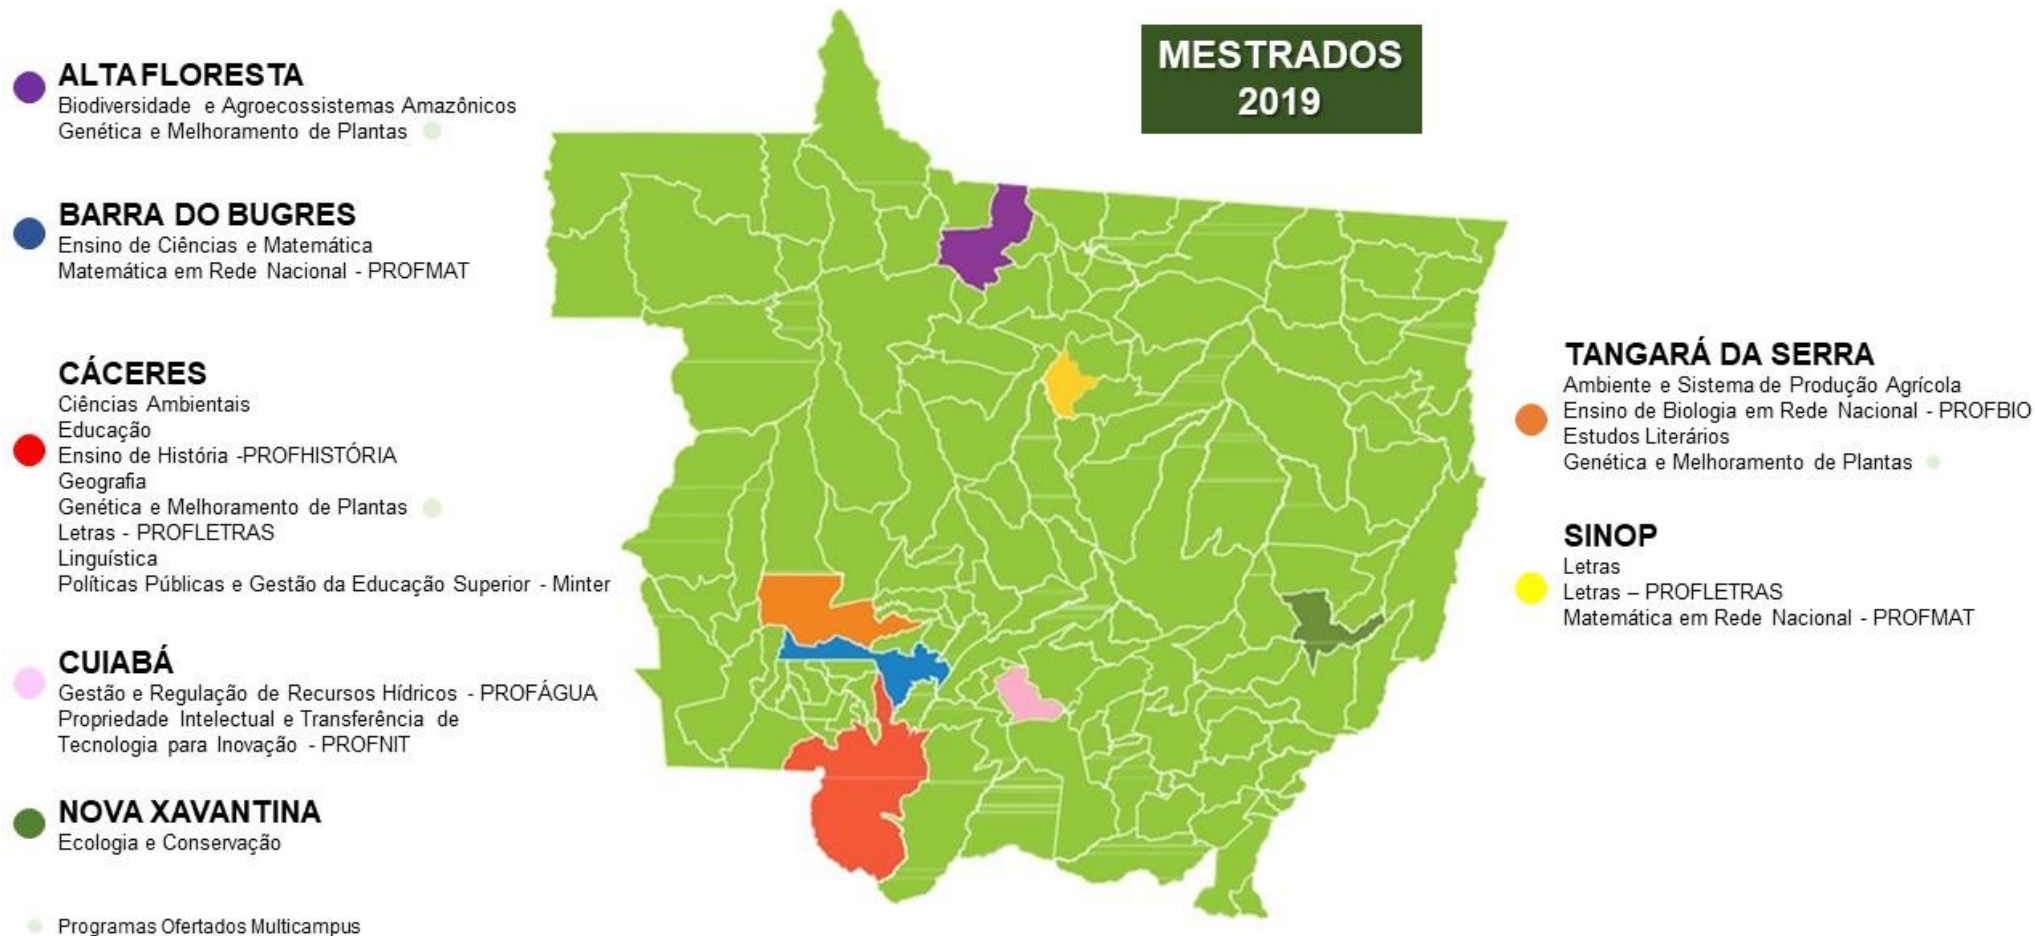 MESTRADOS
2019
ALTA FLORESTA
Biodiversidade e Agroecossistemas Amazônicos
Genética e Melhoramento de Plantas
BARRA DO BUGRES
Ensino de Ciências e Matemática
Matemática em Rede Nacional - PROFMAT
CÁCERES
Ciências Ambientais
Educação
Ensino de História -PROFHISTÓRIA
Geografia
Genética e Melhoramento de Plantas
Letras - PROFLETRAS
Linguística
Políticas Públicas e Gestão da Educação Superior - Minter
CUIABÁ
Gestão e Regulação de Recursos Hídricos - PROFÁGUA
Propriedade Intelectual e Transferência de
Tecnologia para Inovação - PROFNIT
NOVA XAVANTINA
Ecologia e Conservação
Programas Ofertados Multicampus
TANGARÁ DA SERRA
Ambiente e Sistema de Produção Agrícola
Ensino de Biologia em Rede Nacional - PROFBIO
Estudos Literários
Genética e Melhoramento de Plantas
SINOP
Letras
Letras – PROFLETRAS
Matemática em Rede Nacional - PROFMAT